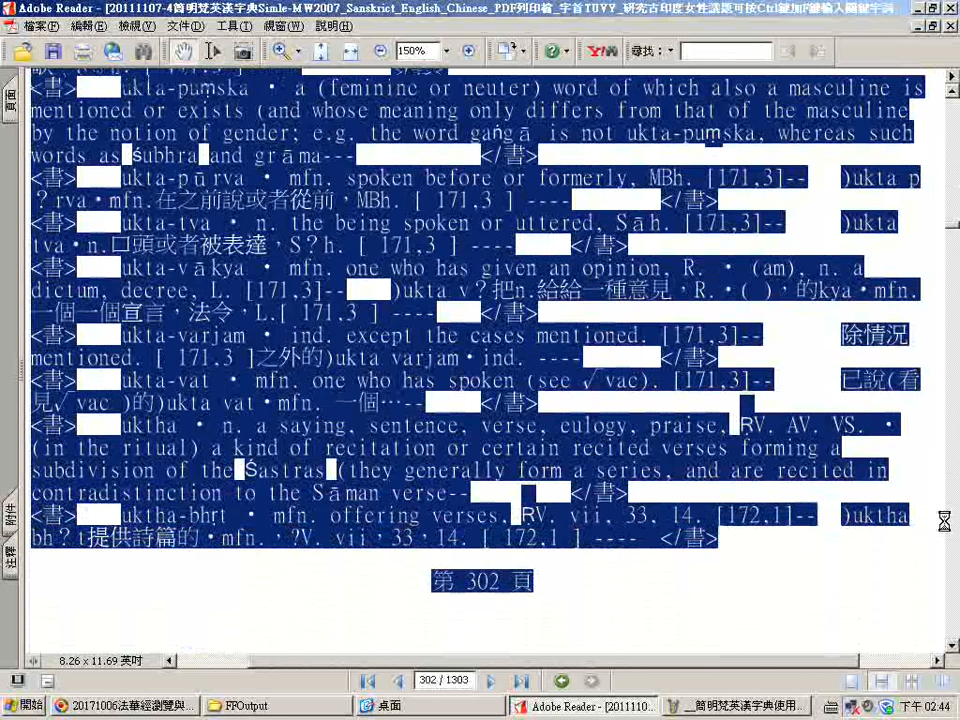 Adobe Reader - [20111107-4簡明梵英漢字典Simle-MW2007_Sanskrict_English_Chinese_PDF列印檔_字首TUVY_研究古印度女性議題可按Ctrl鍵加F鍵輸入關鍵字詞
檔案(F) 編輯(E) 檢視(V) 文件(D) 工具(T) 視窗(W) 說明(H)
150% Y! 尋找：
頁面
<書> ukta-puṃska • a (feminine or neuter) word of which also a masculine is
mentioned or exists (and whose meaning only differs from that of the masculine
by the notion of gender; e.g. the word gaṅgā is not ukta-puṃska, whereas such
words as śubhra and grāma--- </書>
<書> ukta-pūrva • mfn. spoken before or formerly, MBh. [171,3]-- )ukta p
？rva•mfn.在之前說或者從前，MBh. [ 171,3 ] ---- </書>
<書> ukta-tva • n. the being spoken or uttered, Sāh. [171,3]-- )ukta
tva•n.口頭或者被表達，S？h. [ 171,3 ] ---- </書>
<書> ukta-vākya • mfn. one who has given an opinion, R. • (am), n. a
dictum, decree, L. [171,3]-- )ukta v？把n.給給一種意見，R.•( )，的kya•mfn.
一個一個宣言，法令，L.[ 171,3 ] ---- </書>
<書> ukta-varjam • ind. except the cases mentioned. [171,3]-- 除情況
mentioned. [ 171,3 ]之外的)ukta varjam•ind. ---- </書>
<書> ukta-vat • mfn. one who has spoken (see √vac). [171,3]-- 已說(看
見√vac )的)ukta vat•mfn. 一個…-- </書>
<書> uktha • n. a saying, sentence, verse, eulogy, praise, RV. AV. VS. •
(in the ritual) a kind of recitation or certain recited verses forming a
subdivision of the Śastras (they generally form a series, and are recited in
contradistinction to the Sāman verse-- </書>
<書> uktha-bhṛt • mfn. offering verses, RV. vii, 33, 14. [172,1]-- )uktha
bh？t提供詩篇的•mfn.，?V. vii，33，14. [ 172,1 ] ---- </書>
第 302 頁
附件
注釋
8.26 x 11.69 英吋
302 / 1303
開始 20171006法華經瀏覽與... FFOutput 桌面 Adobe Reader - [2011110... __簡明梵英漢字典使用... 下午 02:44